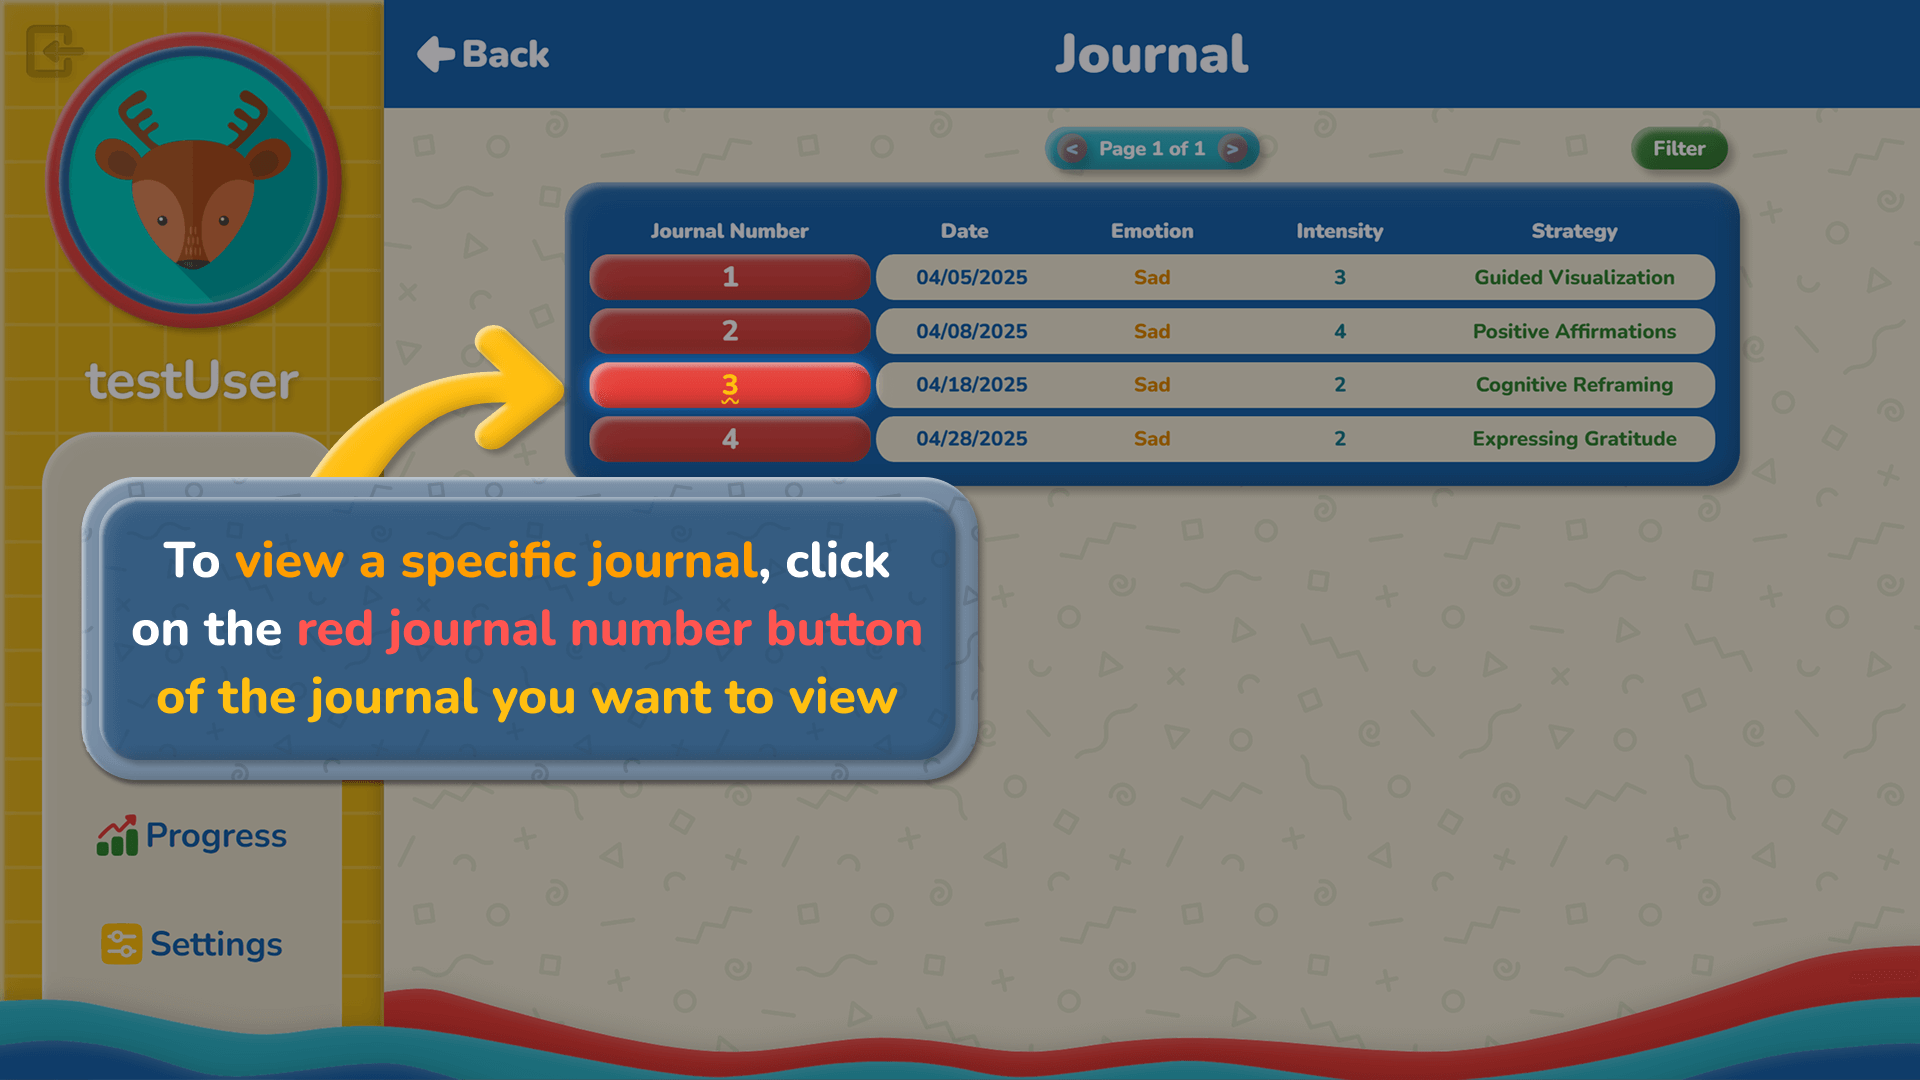 Back
Journal
< Page 1 of 1 >
Filter
Journal Number Date Emotion Intensity Strategy
1 04/05/2025 Sad 3 Guided Visualization
2 04/08/2025 Sad 4 Positive Affirmations
3 04/18/2025 Sad 2 Cognitive Reframing
4 04/28/2025 Sad 2 Expressing Gratitude
testUser
To view a specific journal, click
on the red journal number button
of the journal you want to view
Progress
Settings